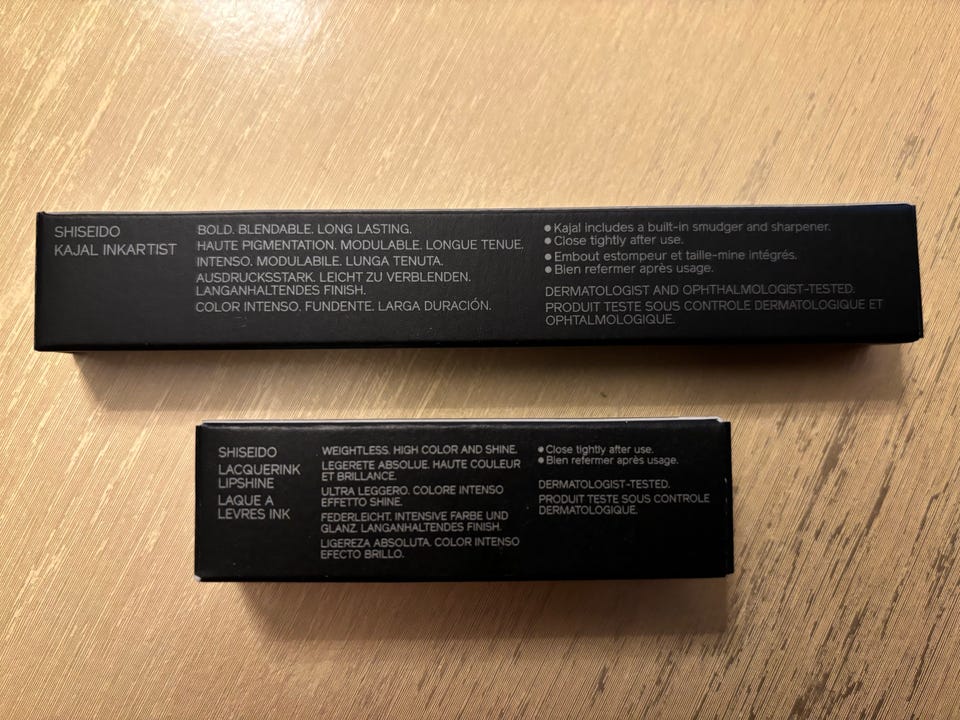 SHISEIDO
KAJAL INKARTIST
BOLD. BLENDABLE. LONG LASTING.
HAUTE PIGMENTATION. MODULABLE. LONGUE TENUE.
INTENSO. MODULABILE. LUNGA TENUTA.
AUSDRUCKSSTARK. LEICHT ZU VERBLENDEN.
LANGANHALTENDES FINISH.
COLOR INTENSO. FUNDENTE. LARGA DURACIÓN.
● Kajal includes a built-in smudger and sharpener.
● Close tightly after use.
● Embout estompeur et taille-mine intégrés.
● Bien refermer après usage.
DERMATOLOGIST AND OPHTHALMOLOGIST-TESTED.
PRODUIT TESTE SOUS CONTROLE DERMATOLOGIQUE ET
OPHTALMOLOGIQUE.
SHISEIDO
LACQUERINK
LIPSHINE
LAQUE A
LEVRES INK
WEIGHTLESS. HIGH COLOR AND SHINE.
LEGERETE ABSOLUE. HAUTE COULEUR
ET BRILLANCE.
ULTRA LEGGERO. COLORE INTENSO
EFFETTO SHINE.
FEDERLEICHT. INTENSIVE FARBE UND
GLANZ. LANGANHALTENDES FINISH.
LIGEREZA ABSOLUTA. COLOR INTENSO
EFECTO BRILLO.
● Close tightly after use.
● Bien refermer après usage.
DERMATOLOGIST-TESTED.
PRODUIT TESTE SOUS CONTROLE
DERMATOLOGIQUE.